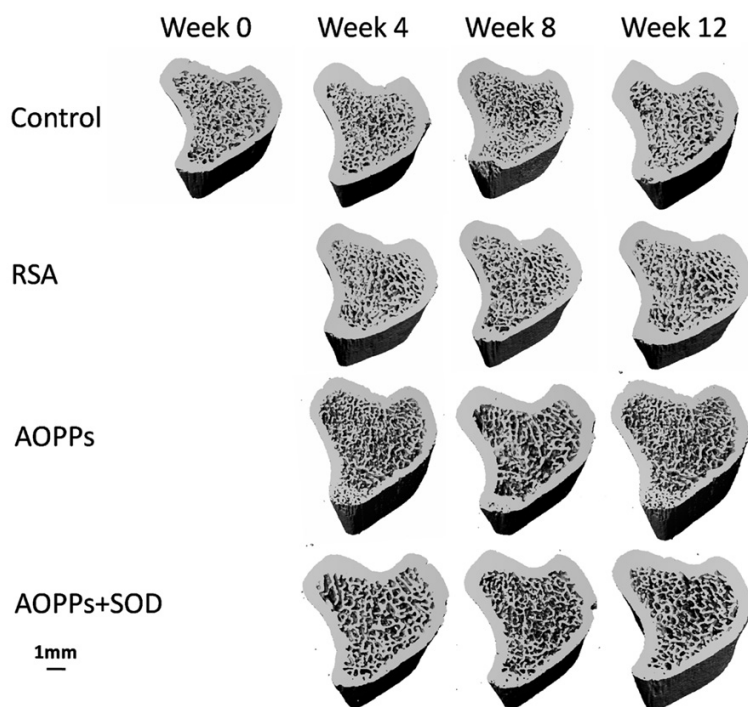 Week 0 Week 4 Week 8 Week 12
Control
RSA
AOPPs
AOPPs+SOD
1mm